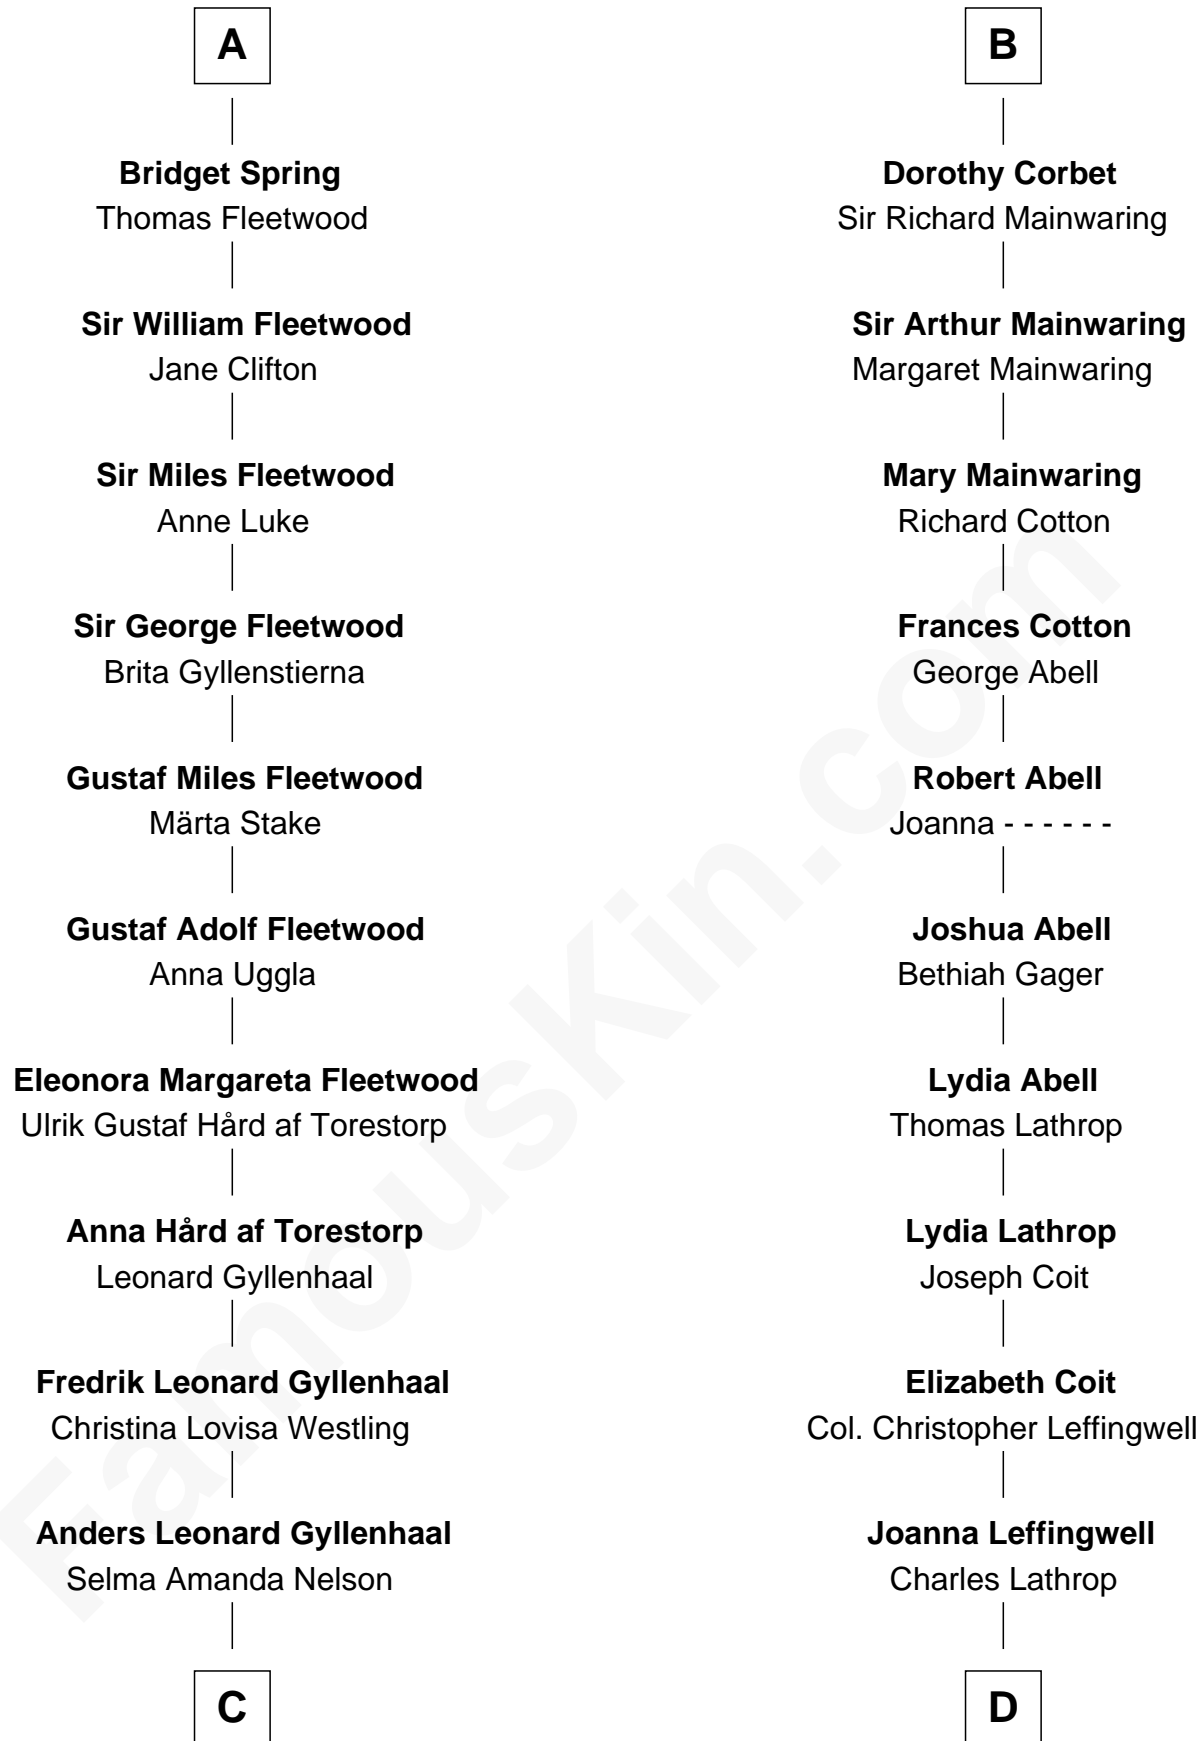 A
Bridget Spring
Thomas Fleetwood
Sir William Fleetwood
Jane Clifton
Sir Miles Fleetwood
Anne Luke
Sir George Fleetwood
Brita Gyllenstierna
Gustaf Miles Fleetwood
Märta Stake
Gustaf Adolf Fleetwood
Anna Uggla
Eleonora Margareta Fleetwood
Ulrik Gustaf Hård af Torestorp
Anna Hård af Torestorp
Leonard Gyllenhaal
Fredrik Leonard Gyllenhaal
Christina Lovisa Westling
Anders Leonard Gyllenhaal
Selma Amanda Nelson
C
B
Dorothy Corbet
Sir Richard Mainwaring
Sir Arthur Mainwaring
Margaret Mainwaring
Mary Mainwaring
Richard Cotton
Frances Cotton
George Abell
Robert Abell
Joanna - - - - - -
Joshua Abell
Bethiah Gager
Lydia Abell
Thomas Lathrop
Lydia Lathrop
Joseph Coit
Elizabeth Coit
Col. Christopher Leffingwell
Joanna Leffingwell
Charles Lathrop
D
FamousKin.com